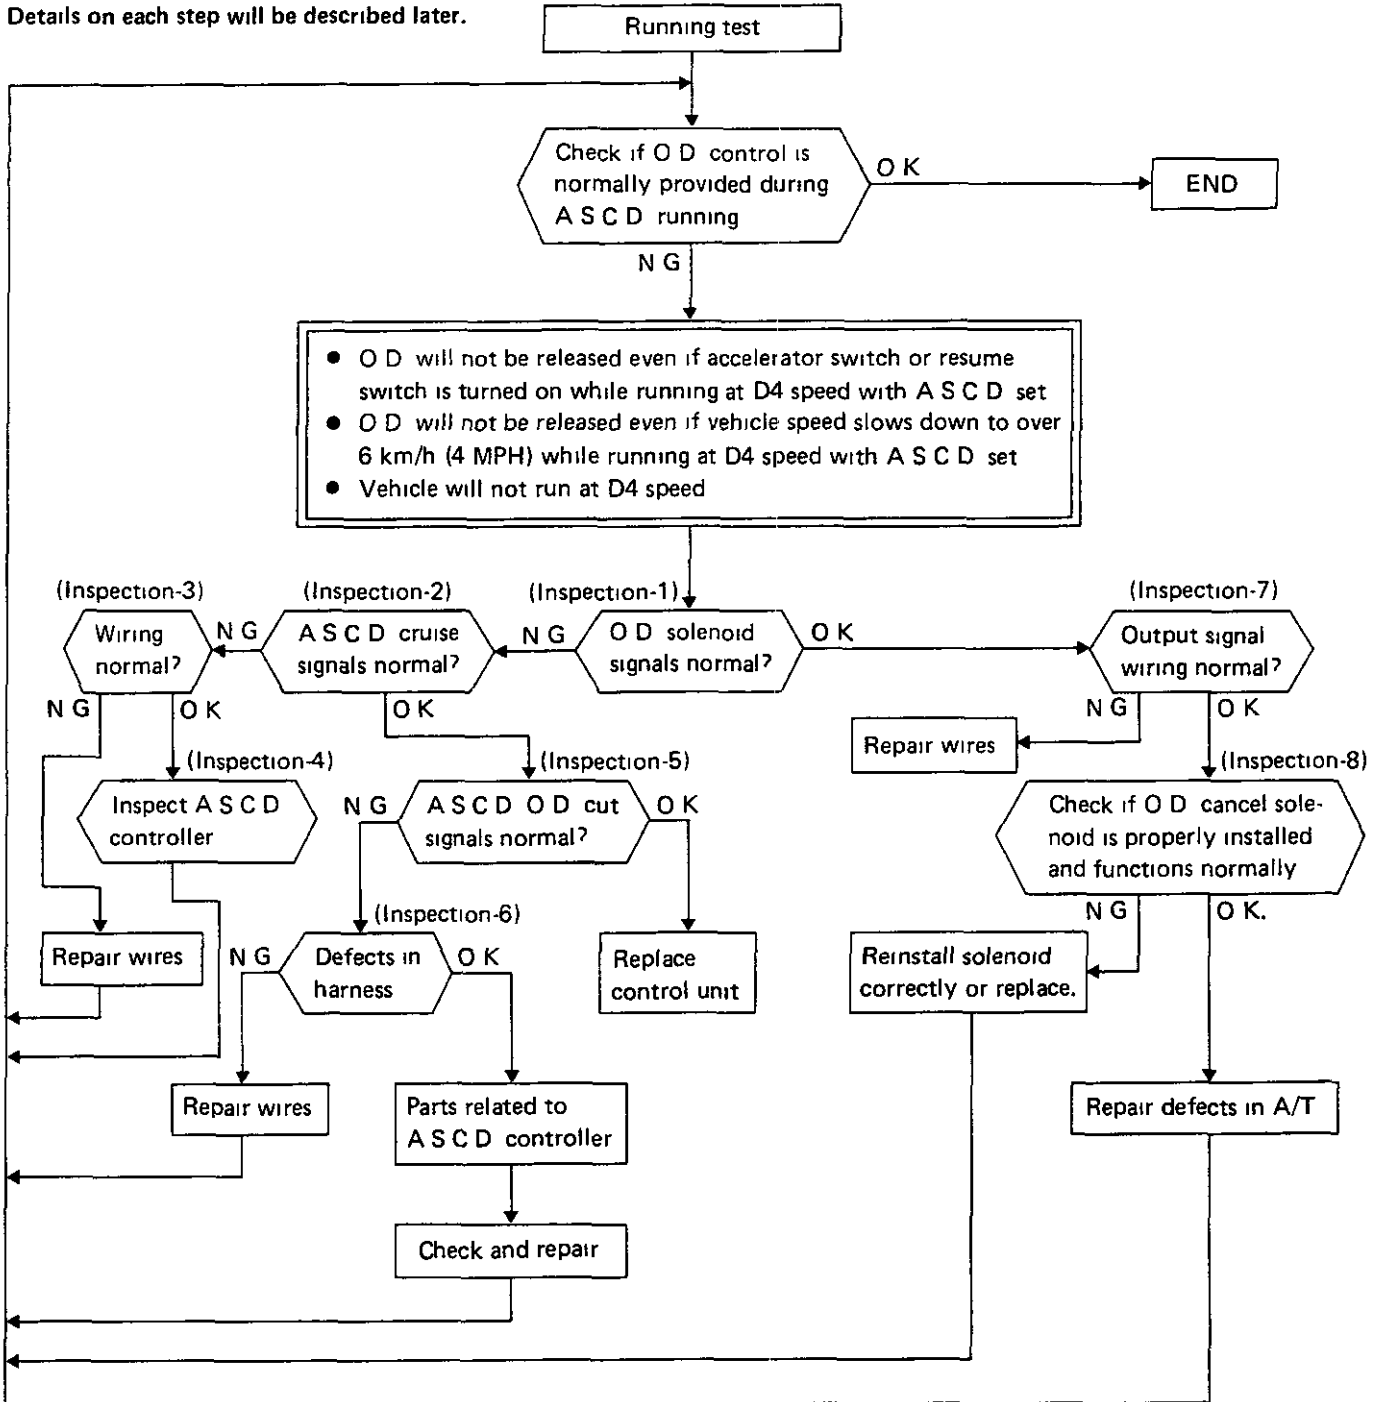 Details on each step will be described later.
Running test
Check if O D control is
normally provided during
A S C D running
O K
END
N G
● O D will not be released even if accelerator switch or resume
switch is turned on while running at D4 speed with A S C D set
● O D will not be released even if vehicle speed slows down to over
6 km/h (4 MPH) while running at D4 speed with A S C D set
● Vehicle will not run at D4 speed
(Inspection-3)
Wiring
normal?
N G
(Inspection-2)
A S C D cruise
signals normal?
N G
(Inspection-1)
O D solenoid
signals normal?
O K
(Inspection-7)
Output signal
wiring normal?
N G
O K
O K
N G
O K
Repair wires
(Inspection-4)
Inspect A S C D
controller
(Inspection-5)
N G
A S C D O D cut
signals normal?
O K
(Inspection-8)
Check if O D cancel sole-
noid is properly installed
and functions normally
N G
O K.
Repair wires
(Inspection-6)
N G
Defects in
harness
O K
Replace
control unit
Reinstall solenoid
correctly or replace.
Repair wires
Parts related to
A S C D controller
Repair defects in A/T
Check and repair